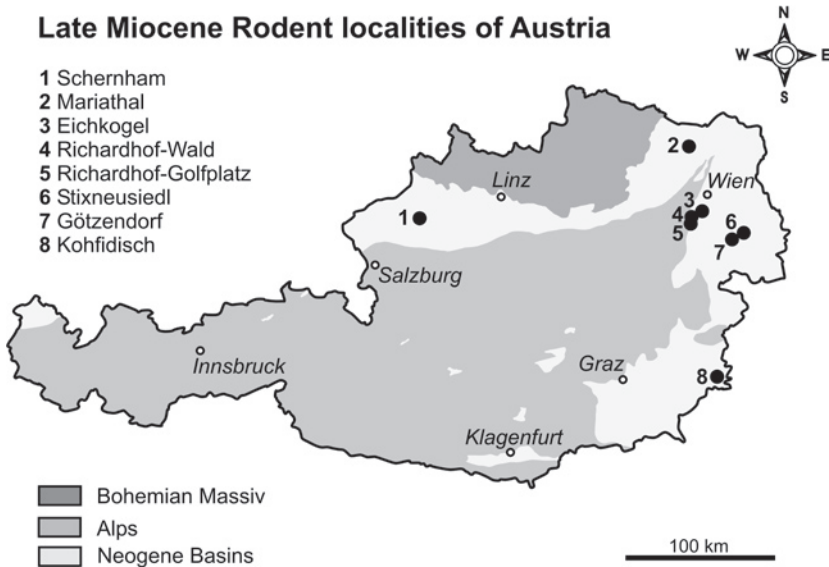 Late Miocene Rodent localities of Austria
N
W E
S
1 Schernham
2 Mariathal
3 Eichkogel
4 Richardhof-Wald
5 Richardhof-Golfplatz
6 Stixneusiedl
7 Götzendorf
8 Kohfidisch
2
Linz
Wien
3
1
4
6
5
7
Salzburg
Innsbruck
Graz
8
Klagenfurt
Bohemian Massiv
Alps
Neogene Basins
100 km